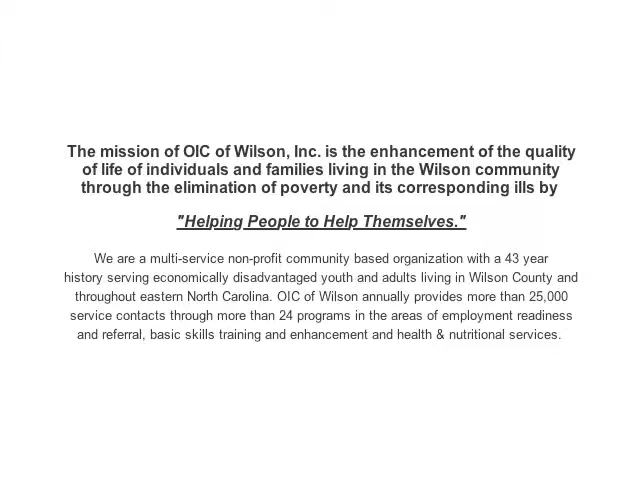 The mission of OIC of Wilson, Inc. is the enhancement of the quality
of life of individuals and families living in the Wilson community
through the elimination of poverty and its corresponding ills by
"Helping People to Help Themselves."
We are a multi-service non-profit community based organization with a 43 year
history serving economically disadvantaged youth and adults living in Wilson County and
throughout eastern North Carolina. OIC of Wilson annually provides more than 25,000
service contacts through more than 24 programs in the areas of employment readiness
and referral, basic skills training and enhancement and health & nutritional services.